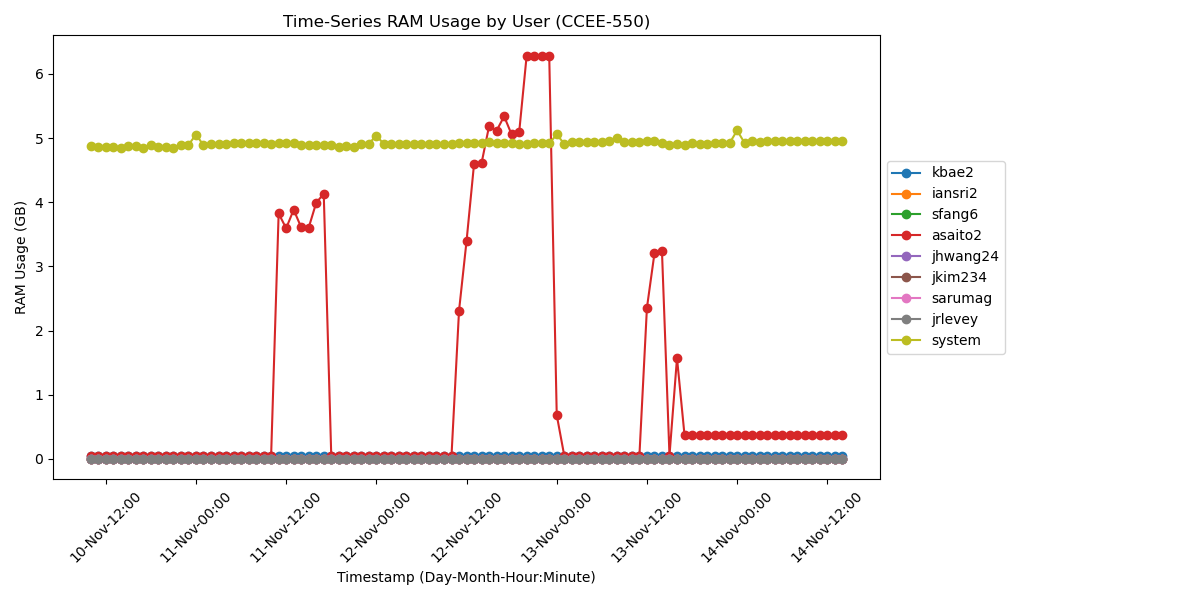 Time-Series RAM Usage by User (CCEE-550)
RAM Usage (GB)
6
5
4
3
2
1
0
10-Nov-12:00
11-Nov-00:00
11-Nov-12:00
12-Nov-00:00
12-Nov-12:00
13-Nov-00:00
13-Nov-12:00
14-Nov-00:00
14-Nov-12:00
Timestamp (Day-Month-Hour:Minute)
kbae2
iansri2
sfang6
asaito2
jhwang24
jkim234
sarumag
jrlevey
system